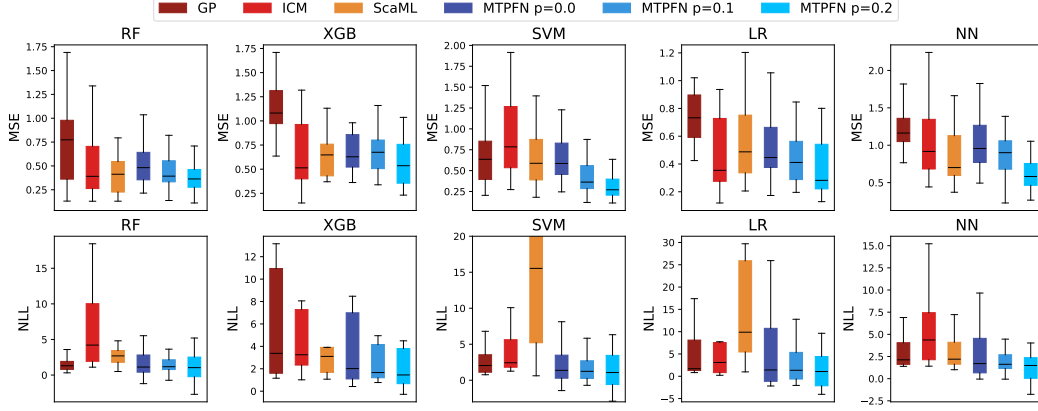 GP ICM ScaML MTPFN p=0.0 MTPFN p=0.1 MTPFN p=0.2
RF XGB SVM LR NN
MSE MSE MSE MSE MSE
1.75 1.50 1.25 1.00 0.75 0.50 0.25
1.75 1.50 1.25 1.00 0.75 0.50 0.25
2.00 1.75 1.50 1.25 1.00 0.75 0.50 0.25
1.2 1.0 0.8 0.6 0.4 0.2
2.0 1.5 1.0 0.5
RF XGB SVM LR NN
NLL NLL NLL NLL NLL
15 10 5 0
12 10 8 6 4 2 0
20 15 10 5 0
30 25 20 15 10 5 0 −5
15.0 12.5 10.0 7.5 5.0 2.5 0.0 −2.5